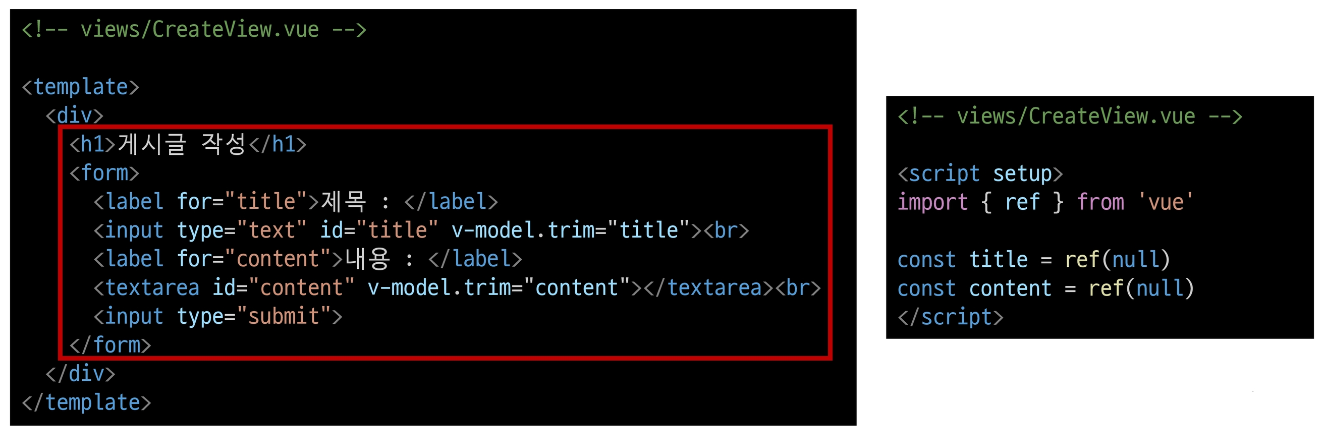 <!-- views/CreateView.vue -->
<template>
<div>
<h1>게시글 작성</h1>
<form>
<label for="title">제목 : </label>
<input type="text" id="title" v-model.trim="title"><br>
<label for="content">내용 : </label>
<textarea id="content" v-model.trim="content"></textarea><br>
<input type="submit">
</form>
</div>
</template>
<!-- views/CreateView.vue -->
<script setup>
import { ref } from 'vue'
const title = ref(null)
const content = ref(null)
</script>